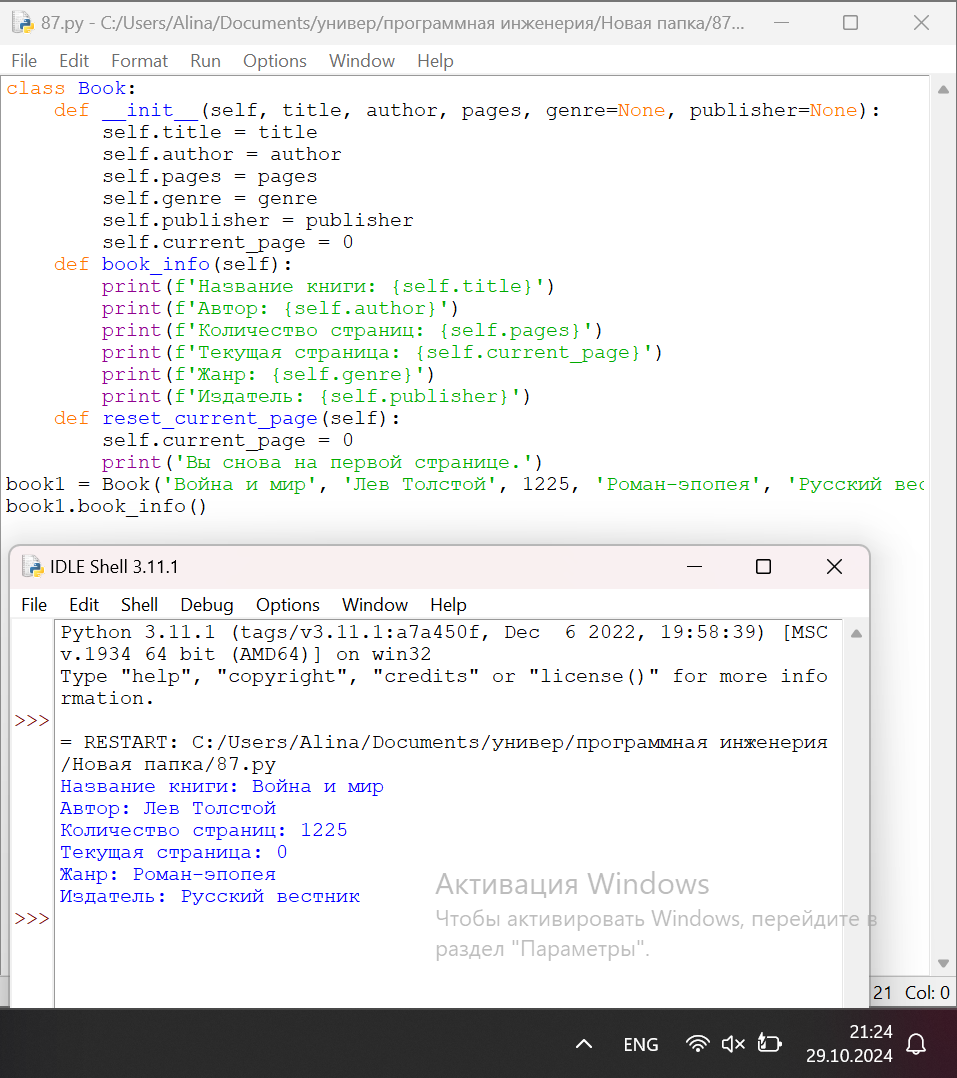 87.py - C:/Users/Alina/Documents/универ/программная инженерия/Новая папка/87...
File Edit Format Run Options Window Help
class Book:
    def __init__(self, title, author, pages, genre=None, publisher=None):
        self.title = title
        self.author = author
        self.pages = pages
        self.genre = genre
        self.publisher = publisher
        self.current_page = 0
    def book_info(self):
        print(f'Название книги: {self.title}')
        print(f'Автор: {self.author}')
        print(f'Количество страниц: {self.pages}')
        print(f'Текущая страница: {self.current_page}')
        print(f'Жанр: {self.genre}')
        print(f'Издатель: {self.publisher}')
    def reset_current_page(self):
        self.current_page = 0
        print('Вы снова на первой странице.')
book1 = Book('Война и мир', 'Лев Толстой', 1225, 'Роман-эпопея', 'Русский вес
book1.book_info()
IDLE Shell 3.11.1
File Edit Shell Debug Options Window Help
Python 3.11.1 (tags/v3.11.1:a7a450f, Dec  6 2022, 19:58:39) [MSC
v.1934 64 bit (AMD64)] on win32
Type "help", "copyright", "credits" or "license()" for more info
rmation.
>>>
= RESTART: C:/Users/Alina/Documents/универ/программная инженерия
/Новая папка/87.py
Название книги: Война и мир
Автор: Лев Толстой
Количество страниц: 1225
Текущая страница: 0
Жанр: Роман-эпопея
Издатель: Русский вестник
>>>
Активация Windows
Чтобы активировать Windows, перейдите в
раздел "Параметры".
21 Col: 0
ENG
21:24
29.10.2024